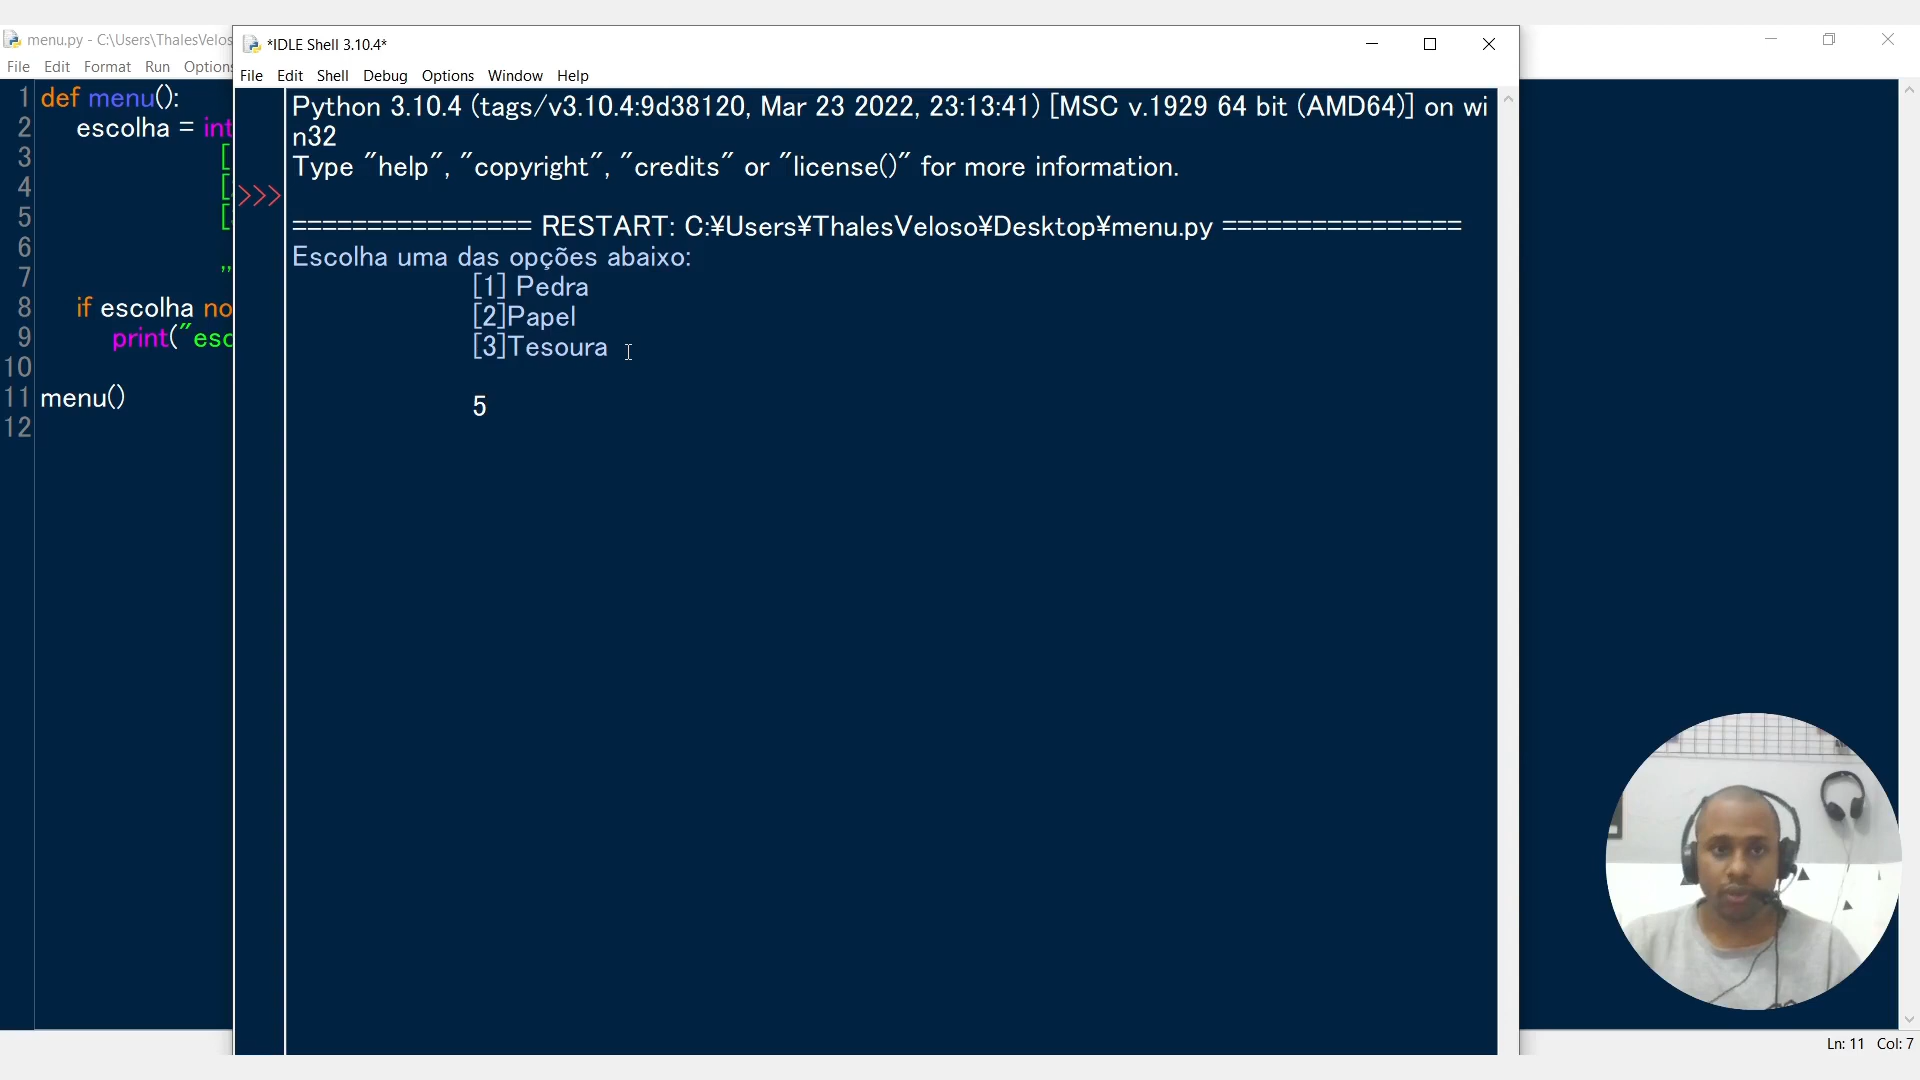 menu.py - C:\Users\ThalesVelos
File Edit Format Run Options
1 def menu():
2 escolha = int
3 [
4 [
5 [
6
7 ,,
8 if escolha no
9 print("esc
10
11 menu()
12
*IDLE Shell 3.10.4*
File Edit Shell Debug Options Window Help
Python 3.10.4 (tags/v3.10.4:9d38120, Mar 23 2022, 23:13:41) [MSC v.1929 64 bit (AMD64)] on wi
n32
Type "help", "copyright", "credits" or "license()" for more information.
>>>
================ RESTART: C:¥Users¥ThalesVeloso¥Desktop¥menu.py ================
Escolha uma das opções abaixo:
[1] Pedra
[2]Papel
[3]Tesoura
5
Ln: 11 Col: 7